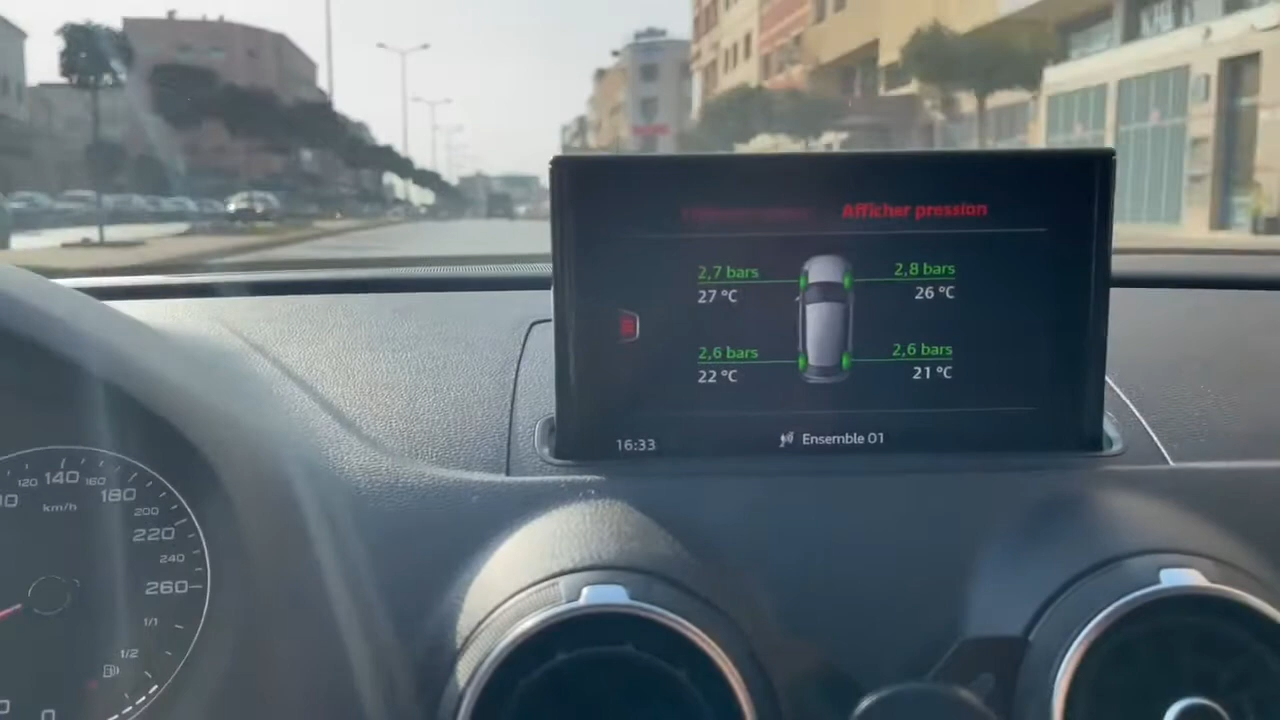 Afficher pression
2,7 bars
2,8 bars
27 °C
26 °C
2,6 bars
2,6 bars
22 °C
21 °C
16:33
Ensemble 01
120 140 160
180
km/h
200
220
240
260
1/1
1/2
0